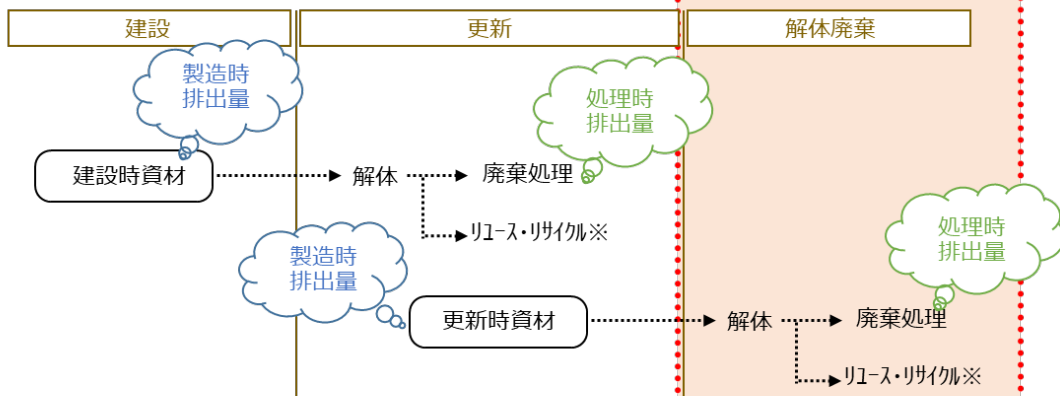 建設
更新
解体廃棄
製造時
排出量
処理時
排出量
建設時資材
解体
廃棄処理
ﾘﾕｰｽ・ﾘｻｲｸﾙ※
製造時
排出量
処理時
排出量
更新時資材
解体
廃棄処理
ﾘﾕｰｽ・ﾘｻｲｸﾙ※